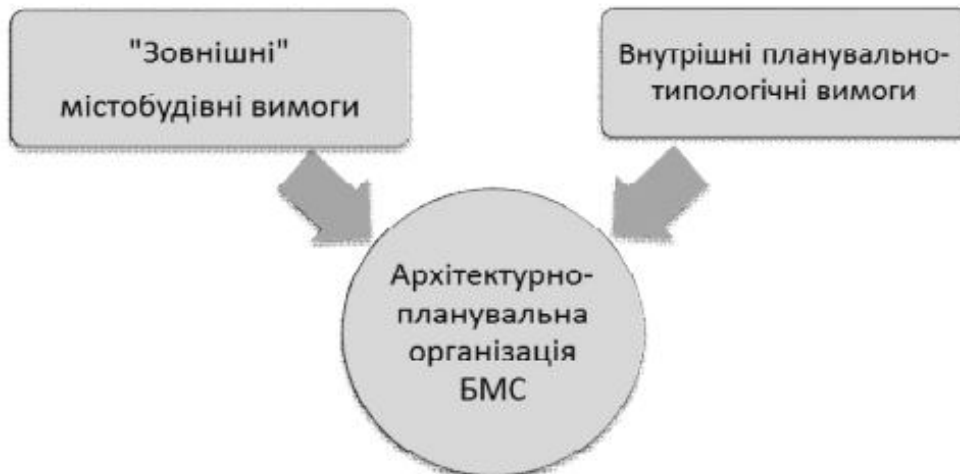 "Зовнішні"
містобудівні вимоги
Внутрішні планувально-
типологічні вимоги
Архітектурно-
планувальна
організація
БМС